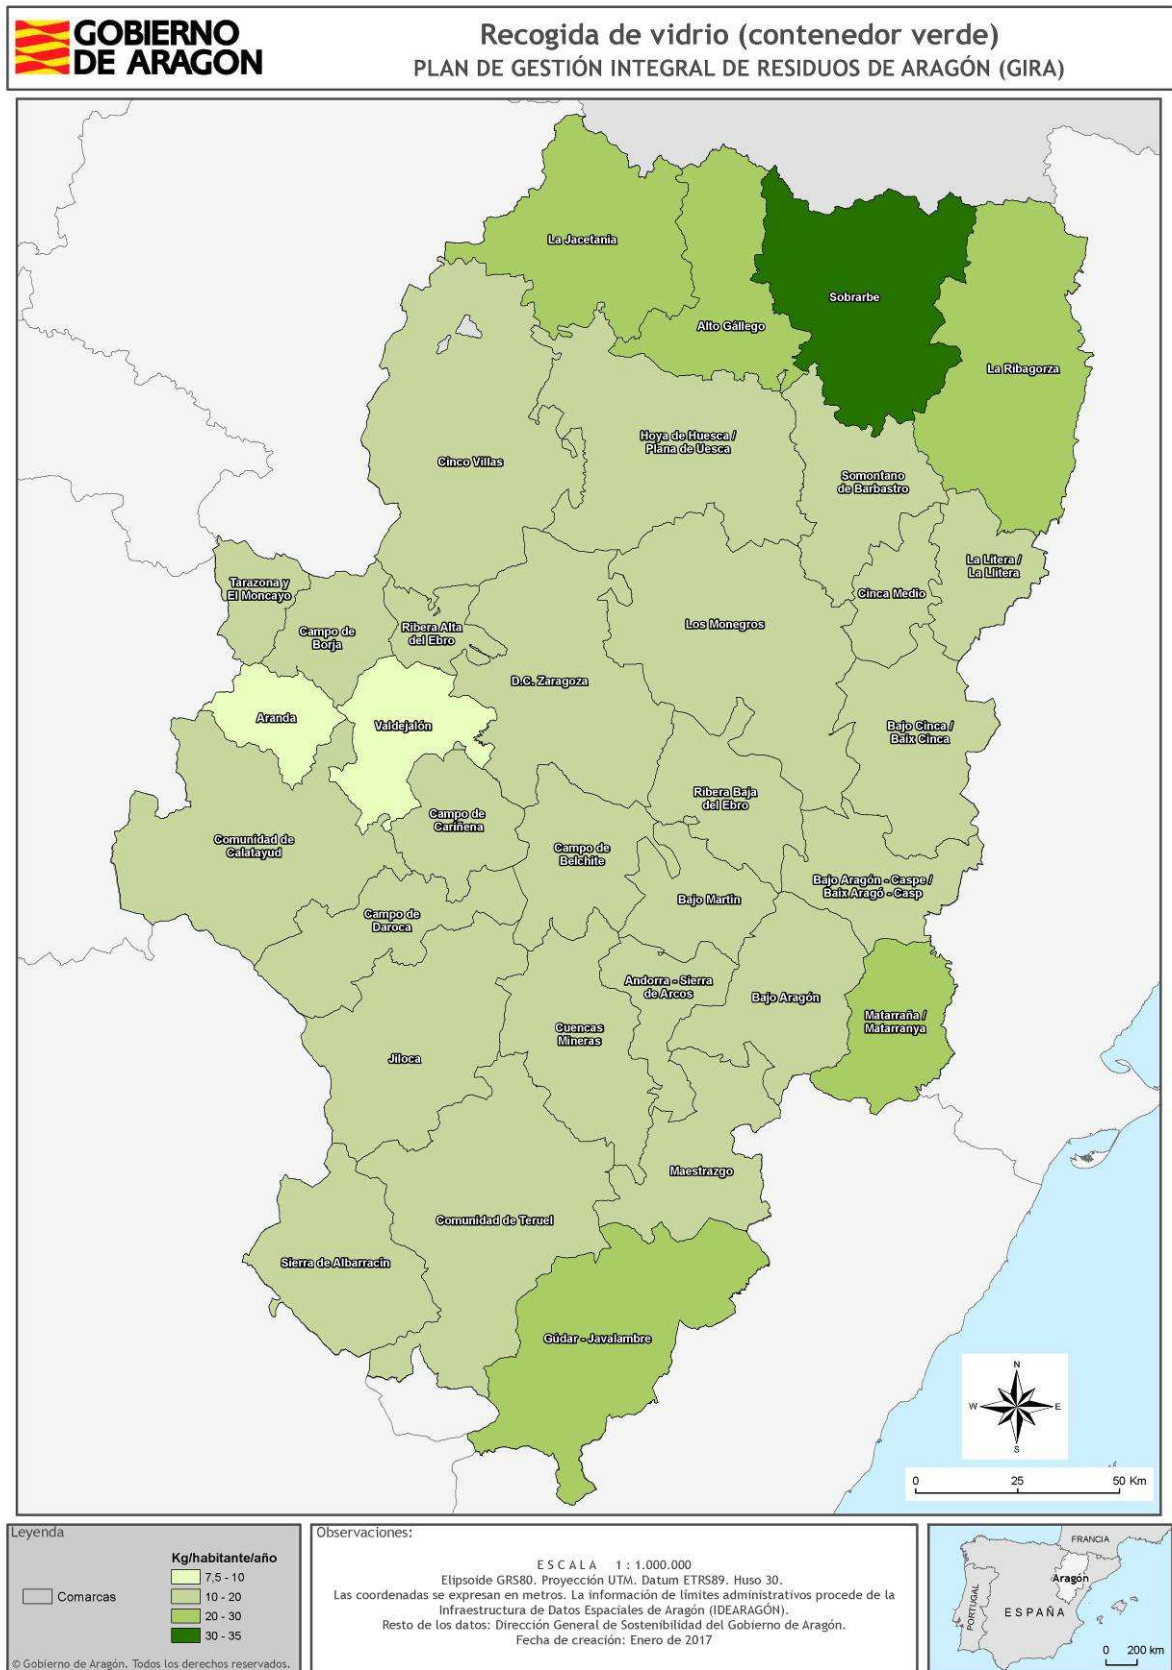 GOBIERNO
DE ARAGON
Recogida de vidrio (contenedor verde)
PLAN DE GESTIÓN INTEGRAL DE RESIDUOS DE ARAGÓN (GIRA)
La Jacetania
Sobrarbe
Alto Gállego
La Ribagorza
Hoya de Huesca /
Plana de Uesca
Cinco Villas
Somontano
de Barbastro
La Litera /
La Llitera
Tarazona y
El Moncayo
Cinca Medio
Campo de
Borja
Ribera Alta
del Ebro
Los Monegros
D.C. Zaragoza
Aranda
Valdejalón
Bajo Cinca /
Baix Cinca
Ribera Baja
del Ebro
Campo de
Cariñena
Comunidad de
Calatayud
Campo de
Belchite
Bajo Aragón - Caspe /
Baix Aragó - Casp
Bajo Martín
Campo de
Daroca
Andorra - Sierra
de Arcos
Bajo Aragón
Matarraña /
Matarranya
Cuencas
Mineras
Jiloca
Maestrazgo
Comunidad de Teruel
Sierra de Albarracín
Gúdar - Javalambre
N
W E
S
0 25 50 Km
Leyenda
Kg/habitante/año
7,5 - 10
Comarcas
10 - 20
20 - 30
30 - 35
© Gobierno de Aragón. Todos los derechos reservados.
Observaciones:
E S C A L A 1 : 1.000.000
Elipsoide GRS80. Proyección UTM. Datum ETRS89. Huso 30.
Las coordenadas se expresan en metros. La información de límites administrativos procede de la
Infraestructura de Datos Espaciales de Aragón (IDEARAGÓN).
Resto de los datos: Dirección General de Sostenibilidad del Gobierno de Aragón.
Fecha de creación: Enero de 2017
FRANCIA
Aragón
PORTUGAL
ESPAÑA
0 200 km